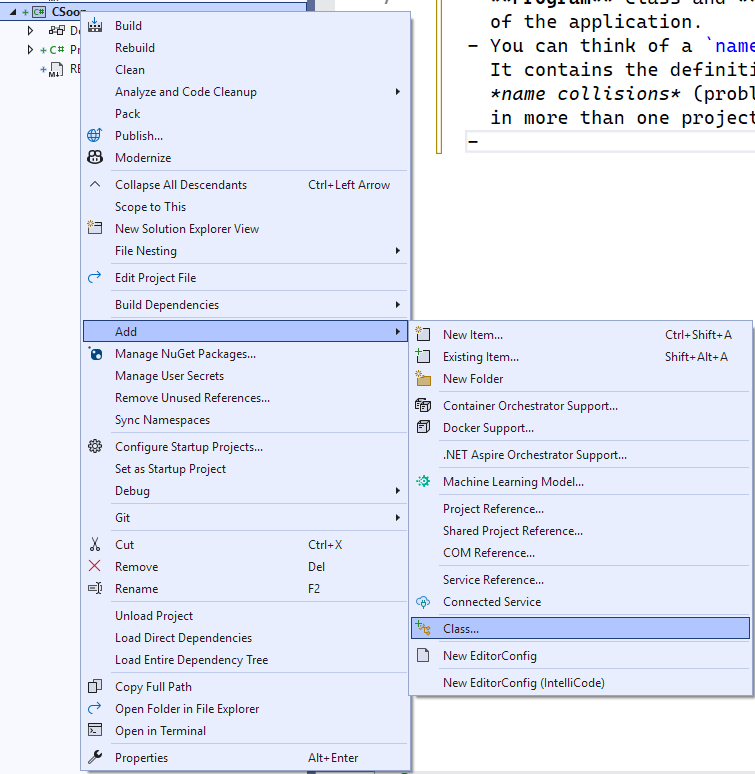 CSoop
C#
De
C# Pr
RE
**Program** class and *
of the application.
- You can think of a `name
It contains the definiti
*name collisions* (probl
in more than one project
-
Build
Rebuild
Clean
Analyze and Code Cleanup
Pack
Publish...
Modernize
Collapse All Descendants Ctrl+Left Arrow
Scope to This
New Solution Explorer View
File Nesting
Edit Project File
Build Dependencies
Add
Manage NuGet Packages...
Manage User Secrets
Remove Unused References...
Sync Namespaces
Configure Startup Projects...
Set as Startup Project
Debug
Git
Cut Ctrl+X
Remove Del
Rename F2
Unload Project
Load Direct Dependencies
Load Entire Dependency Tree
Copy Full Path
Open Folder in File Explorer
Open in Terminal
Properties Alt+Enter
New Item... Ctrl+Shift+A
Existing Item... Shift+Alt+A
New Folder
Container Orchestrator Support...
Docker Support...
.NET Aspire Orchestrator Support...
Machine Learning Model...
Project Reference...
Shared Project Reference...
COM Reference...
Service Reference...
Connected Service
Class...
New EditorConfig
New EditorConfig (IntelliCode)